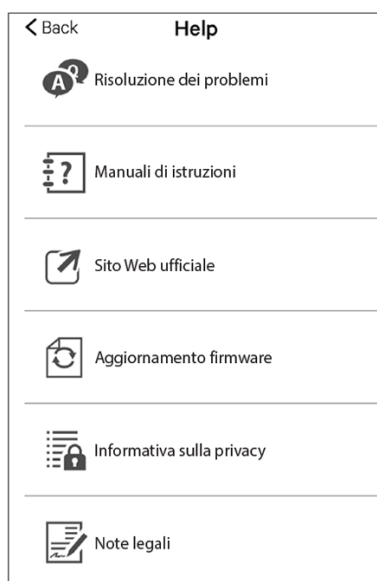 Back Help
Risoluzione dei problemi
Manuali di istruzioni
Sito Web ufficiale
Aggiornamento firmware
Informativa sulla privacy
Note legali